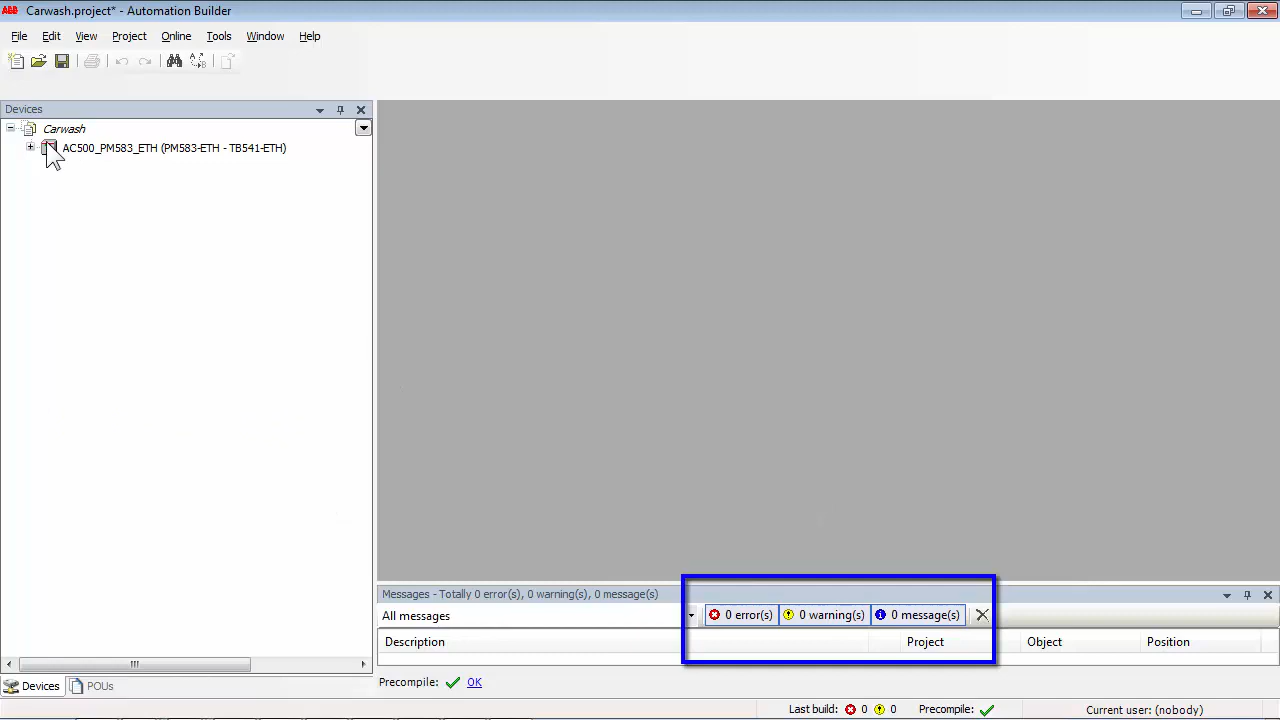 ABB Carwash.project* - Automation Builder
File Edit View Project Online Tools Window Help
Devices
Carwash
AC500_PM583_ETH (PM583-ETH - TB541-ETH)
Messages - Totally 0 error(s), 0 warning(s), 0 message(s)
All messages 0 error(s) 0 warning(s) 0 message(s)
Description Project Object Position
Precompile: OK
Devices POUs
Last build: 0 0 Precompile: Current user: (nobody)